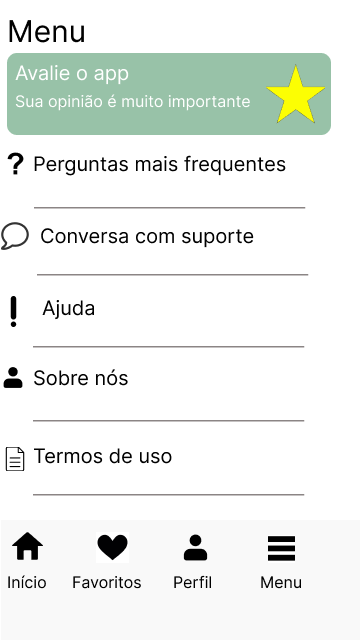 Menu
Avalie o app
Sua opinião é muito importante
Perguntas mais frequentes
Conversa com suporte
Ajuda
Sobre nós
Termos de uso
Início Favoritos Perfil Menu